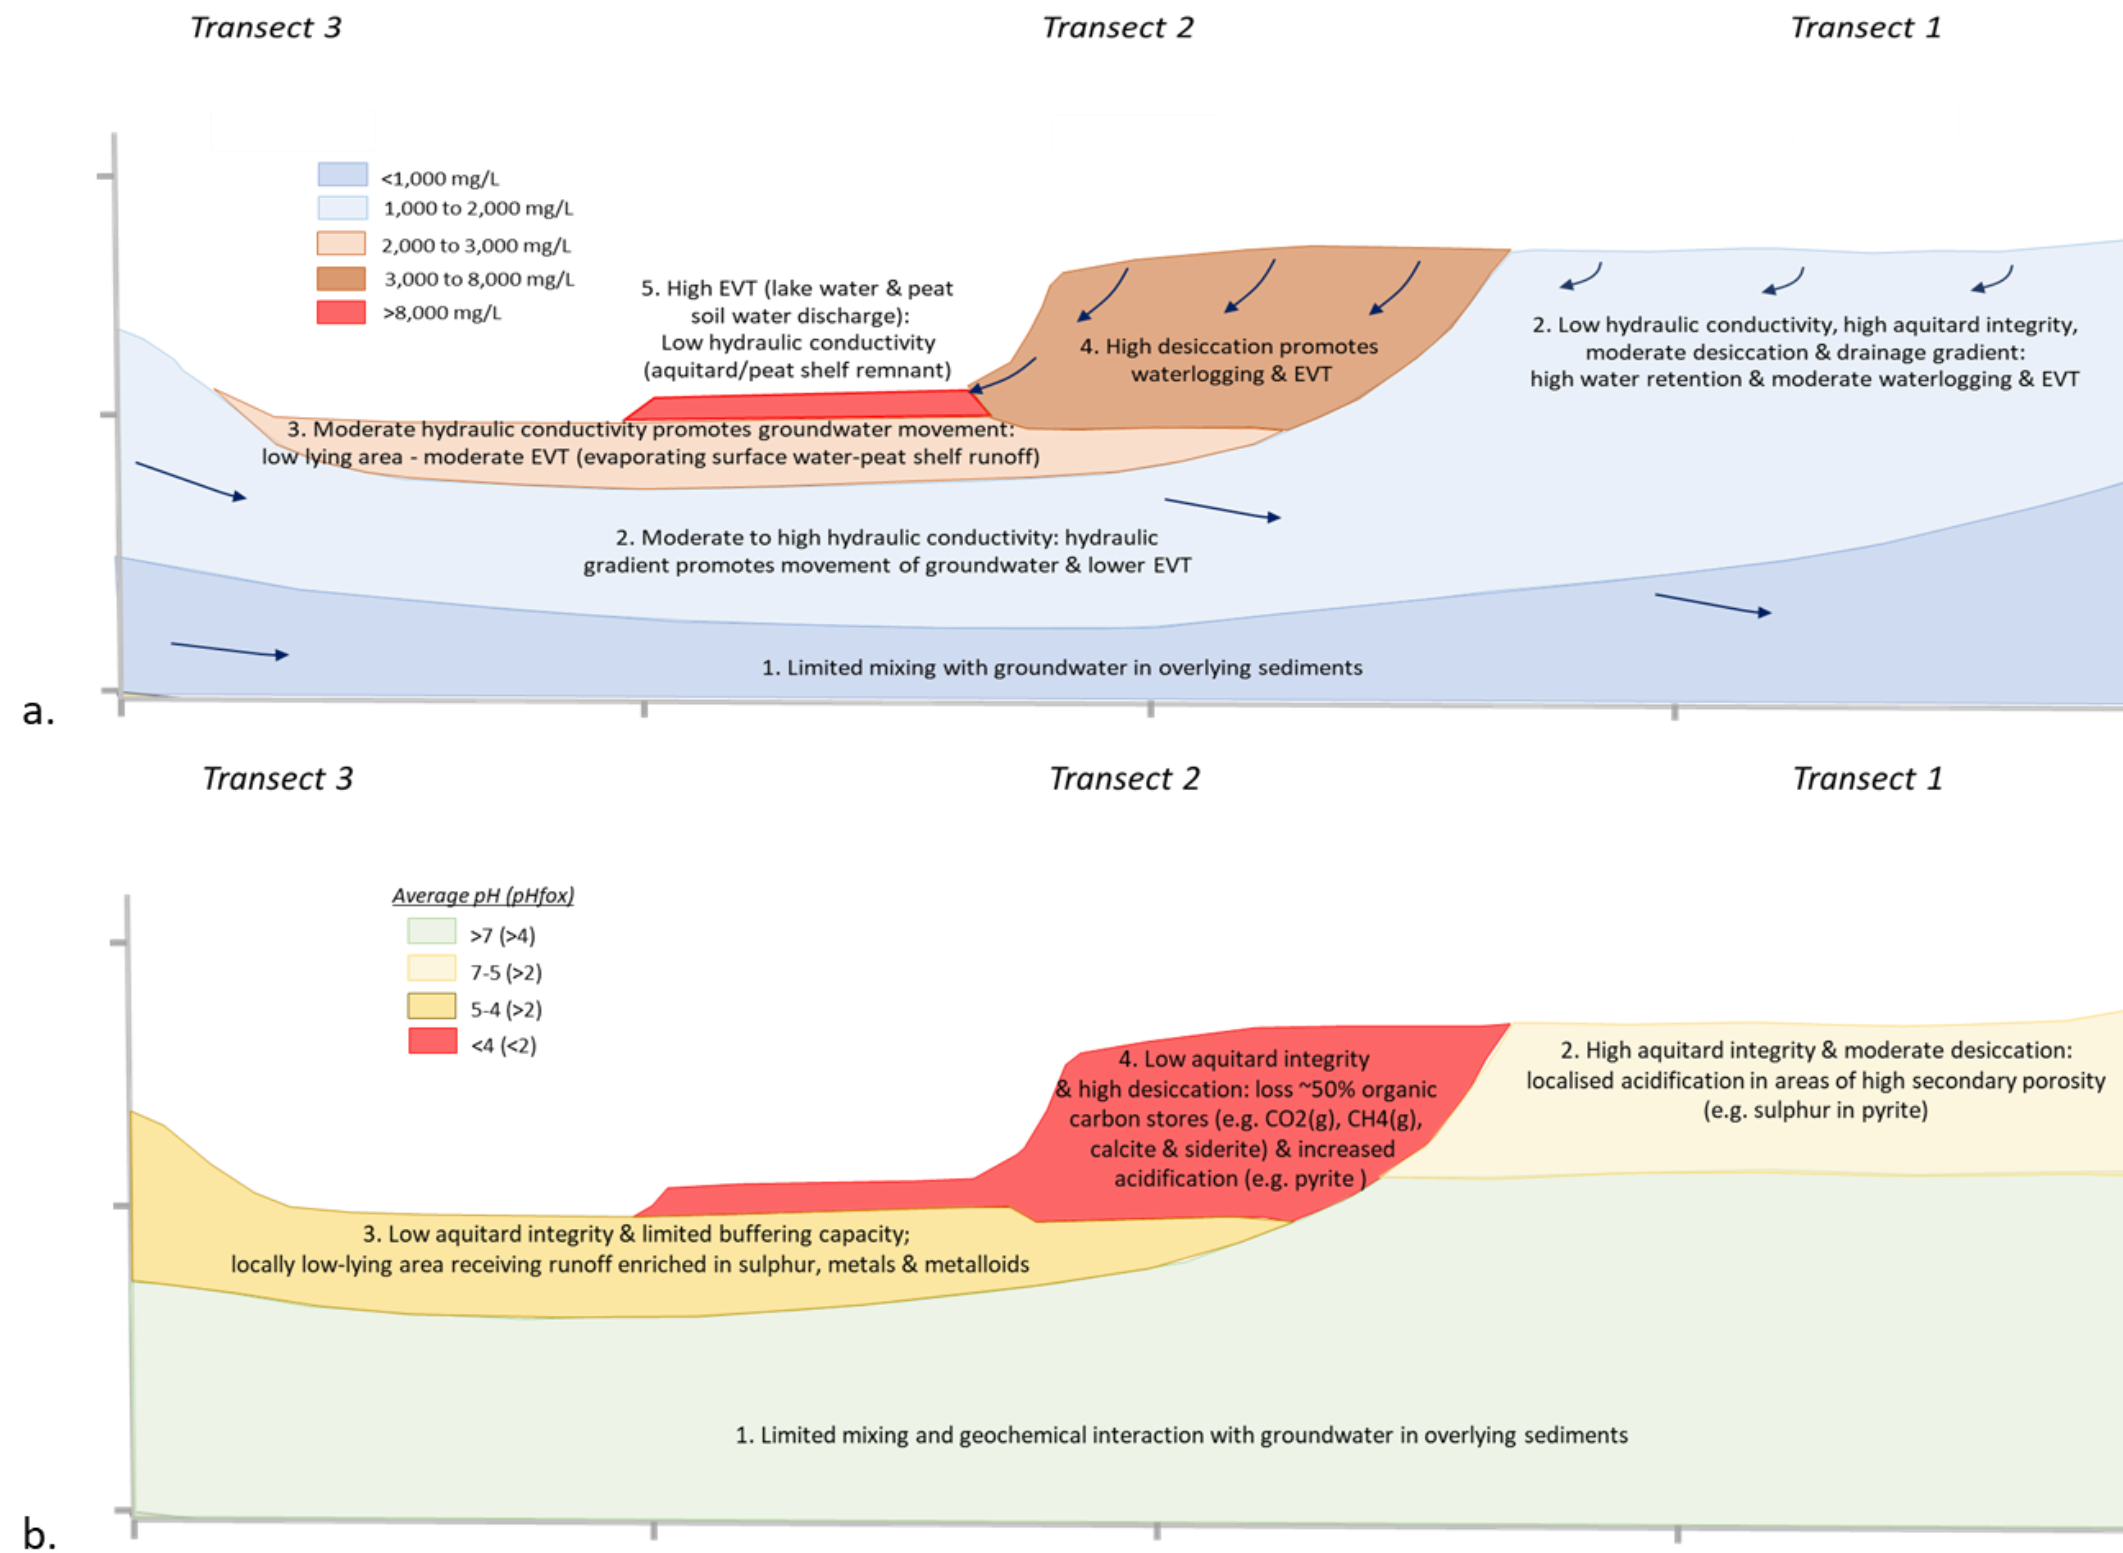 Transect 3
Transect 2
Transect 1
<1,000 mg/L
1,000 to 2,000 mg/L
2,000 to 3,000 mg/L
3,000 to 8,000 mg/L
>8,000 mg/L
5. High EVT (lake water & peat
soil water discharge):
Low hydraulic conductivity
(aquitard/peat shelf remnant)
4. High desiccation promotes
waterlogging & EVT
2. Low hydraulic conductivity, high aquitard integrity,
moderate desiccation & drainage gradient:
high water retention & moderate waterlogging & EVT
3. Moderate hydraulic conductivity promotes groundwater movement:
low lying area - moderate EVT (evaporating surface water-peat shelf runoff)
2. Moderate to high hydraulic conductivity: hydraulic
gradient promotes movement of groundwater & lower EVT
1. Limited mixing with groundwater in overlying sediments
a.
Transect 3
Transect 2
Transect 1
Average pH (pHfox)
>7 (>4)
7-5 (>2)
5-4 (>2)
<4 (<2)
4. Low aquitard integrity
& high desiccation: loss ~50% organic
carbon stores (e.g. CO2(g), CH4(g),
calcite & siderite) & increased
acidification (e.g. pyrite )
2. High aquitard integrity & moderate desiccation:
localised acidification in areas of high secondary porosity
(e.g. sulphur in pyrite)
3. Low aquitard integrity & limited buffering capacity;
locally low-lying area receiving runoff enriched in sulphur, metals & metalloids
1. Limited mixing and geochemical interaction with groundwater in overlying sediments
b.